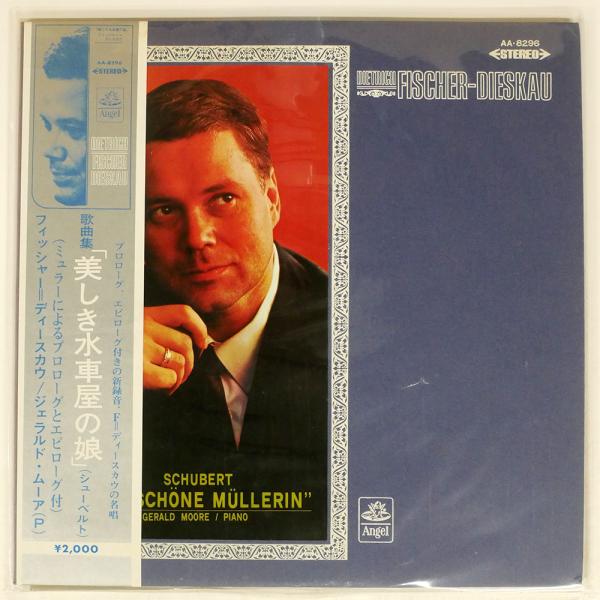 AA-8296
STEREO
Angel
DIETRICH
FISCHER
DIESKAU
プロローグ、エピローグ付きの新録音、F=ディースカウの名唱
歌曲集「美しき水車屋の娘」(シューベルト)
(ミュラーによるプロローグとエピローグ付)
フィッシャー=ディースカウ/ジェラルド・ムーア(P)
¥2,000
AA-8296
STEREO
DIETRICH
FISCHER-DIESKAU
SCHUBERT
SCHÖNE MÜLLERIN"
GERALD MOORE / PIANO
Angel